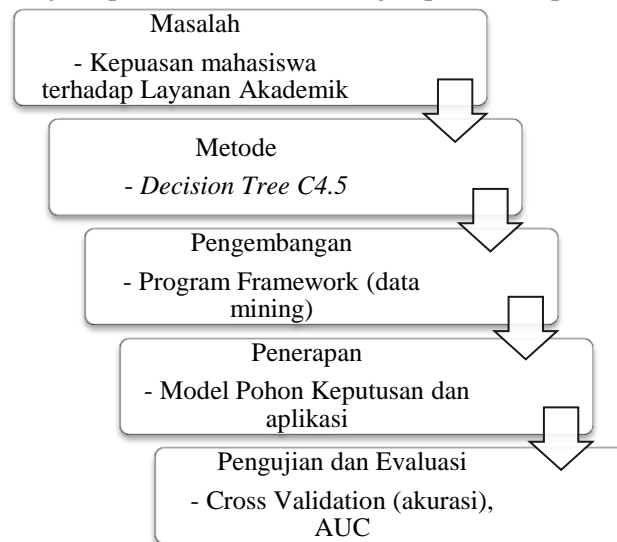 Masalah
- Kepuasan mahasiswa
terhadap Layanan Akademik
Metode
- Decision Tree C4.5
Pengembangan
- Program Framework (data
mining)
Penerapan
- Model Pohon Keputusan dan
aplikasi
Pengujian dan Evaluasi
- Cross Validation (akurasi),
AUC